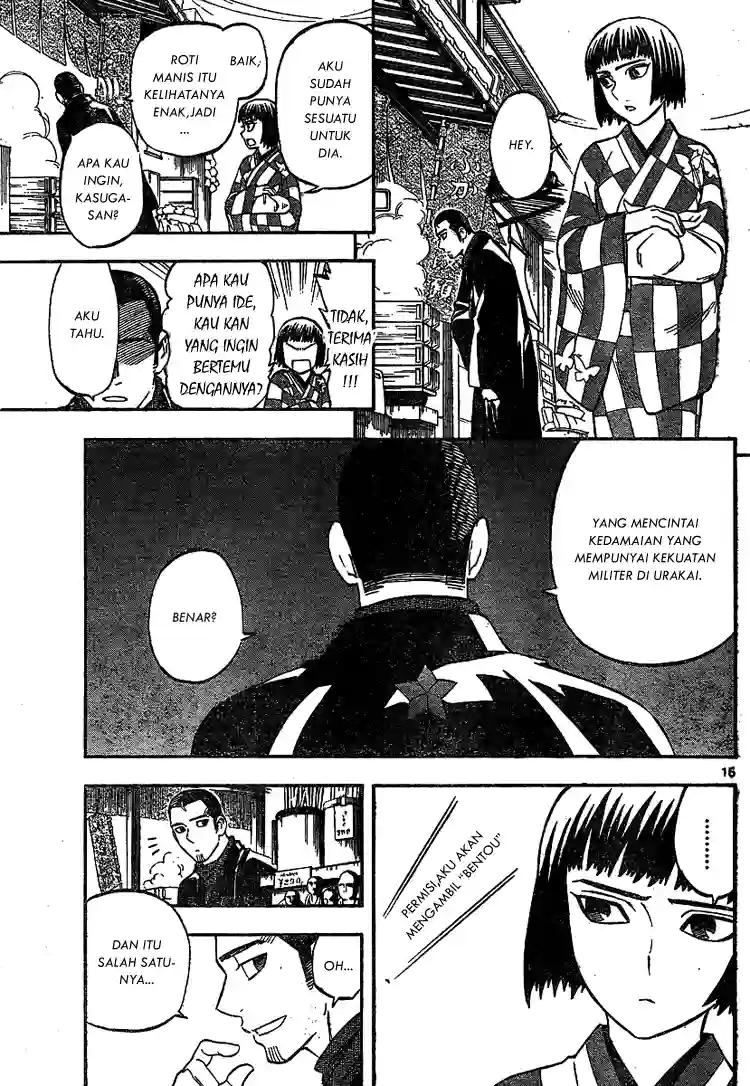 HEY.
AKU
SUDAH
PUNYA
SESUATU
UNTUK
DIA.
BAIK,
ROTI
MANIS ITU
KELIHATANYA
ENAK,JADI
...
APA KAU
INGIN,
KASUGA-
SAN?
TIDAK,
TERIMA
KASIH
!!!
APA KAU
PUNYA IDE,
KAU KAN
YANG INGIN
BERTEMU
DENGANNYA?
AKU
TAHU.
YANG MENCINTAI
KEDAMAIAN YANG
MEMPUNYAI KEKUATAN
MILITER DI URAKAI.
BENAR?
16
........
PERMISI,AKU AKAN
MENGAMBIL "BENTOU"
OH...
DAN ITU
SALAH SATU-
NYA...